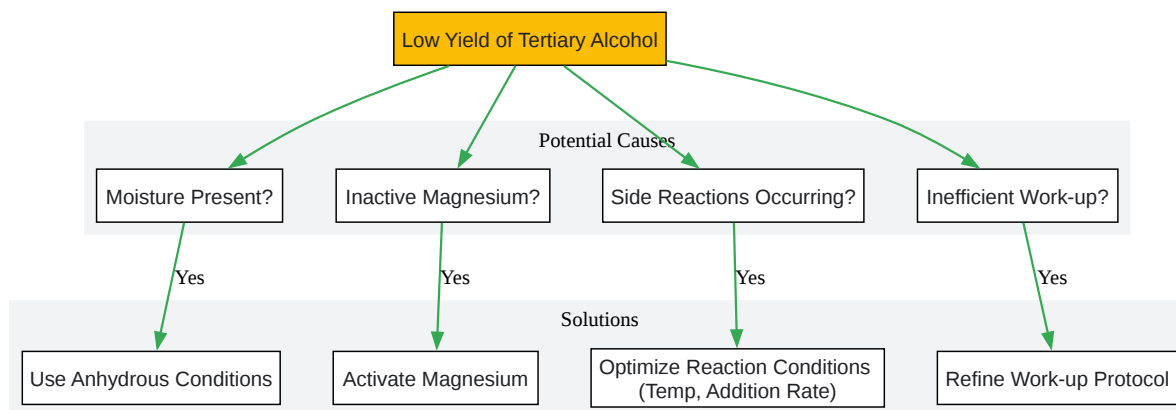 Low Yield of Tertiary Alcohol
Potential Causes
Moisture Present?
Inactive Magnesium?
Side Reactions Occurring?
Inefficient Work-up?
Yes
Yes
Yes
Yes
Solutions
Use Anhydrous Conditions
Activate Magnesium
Optimize Reaction Conditions
(Temp, Addition Rate)
Refine Work-up Protocol